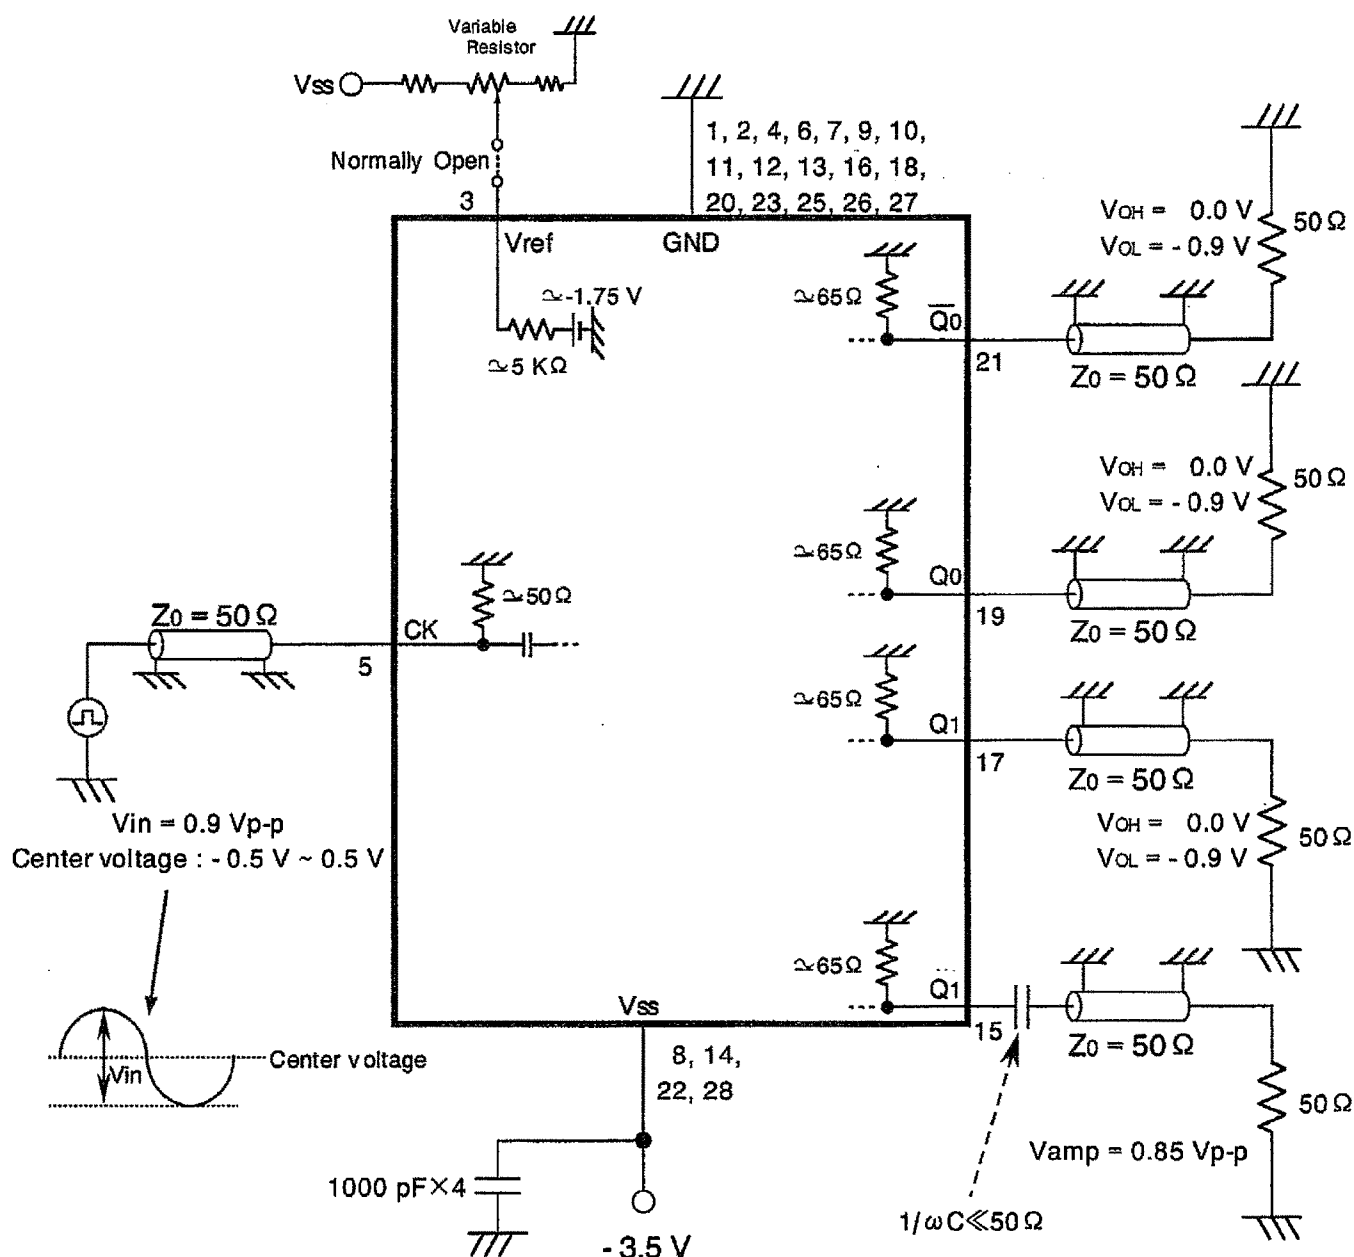 Variable
Resistor
Vss
Normally Open
3
1, 2, 4, 6, 7, 9, 10,
11, 12, 13, 16, 18,
20, 23, 25, 26, 27
Vref
GND
≃-1.75 V
≃5 KΩ
≃65Ω
Q̅0
21
Z0 = 50 Ω
VOH = 0.0 V
VOL = - 0.9 V
50 Ω
≃65Ω
Q0
19
Z0 = 50 Ω
VOH = 0.0 V
VOL = - 0.9 V
50 Ω
Z0 = 50 Ω
5
CK
≃50Ω
≃65Ω
Q1
17
Z0 = 50 Ω
VOH = 0.0 V
VOL = - 0.9 V
50 Ω
Vin = 0.9 Vp-p
Center voltage : - 0.5 V ~ 0.5 V
Vin
Center voltage
≃65Ω
Q̅1
15
Z0 = 50 Ω
50 Ω
Vamp = 0.85 Vp-p
1/ωC≪50 Ω
Vss
8, 14,
22, 28
1000 pF×4
- 3.5 V